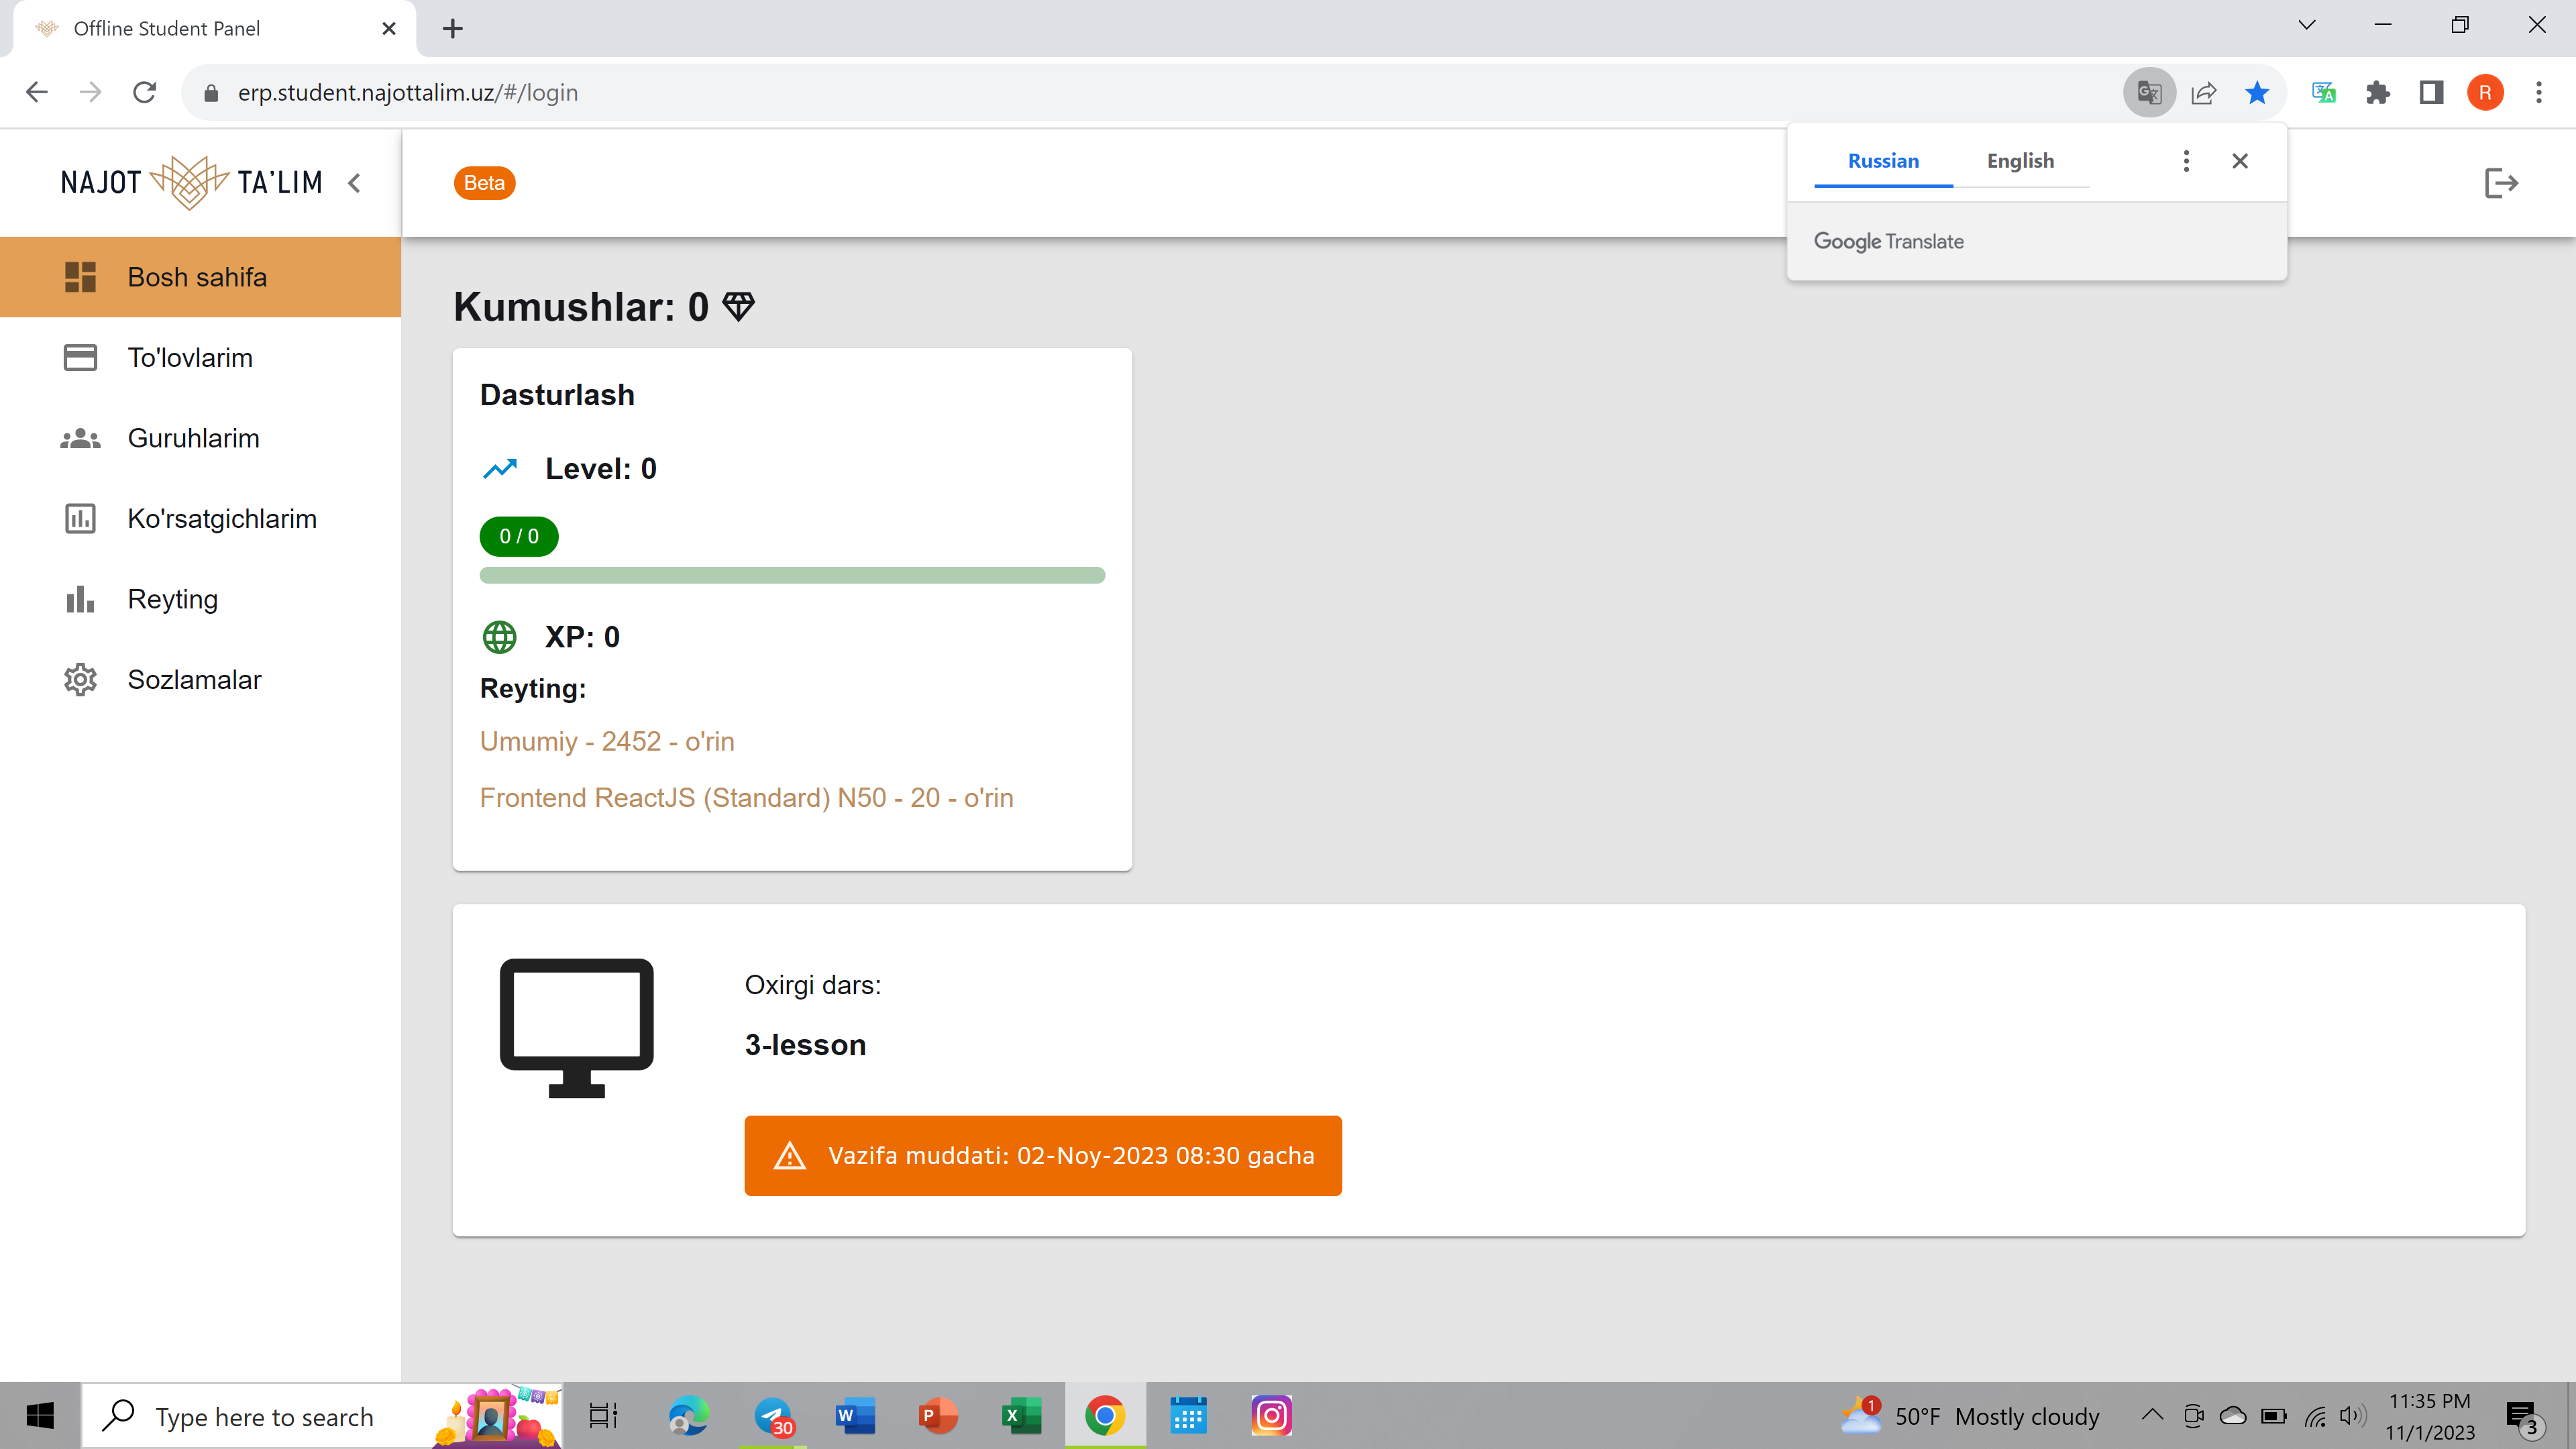 Offline Student Panel
erp.student.najottalim.uz/#/login
R
NAJOT TA'LIM
Beta
Russian
English
Google Translate
Bosh sahifa
To'lovlarim
Guruhlarim
Ko'rsatgichlarim
Reyting
Sozlamalar
Kumushlar: 0
Dasturlash
Level: 0
0 / 0
XP: 0
Reyting:
Umumiy - 2452 - o'rin
Frontend ReactJS (Standard) N50 - 20 - o'rin
Oxirgi dars:
3-lesson
Vazifa muddati: 02-Noy-2023 08:30 gacha
Type here to search
30
W
P
X
1
50°F Mostly cloudy
11:35 PM
11/1/2023
3